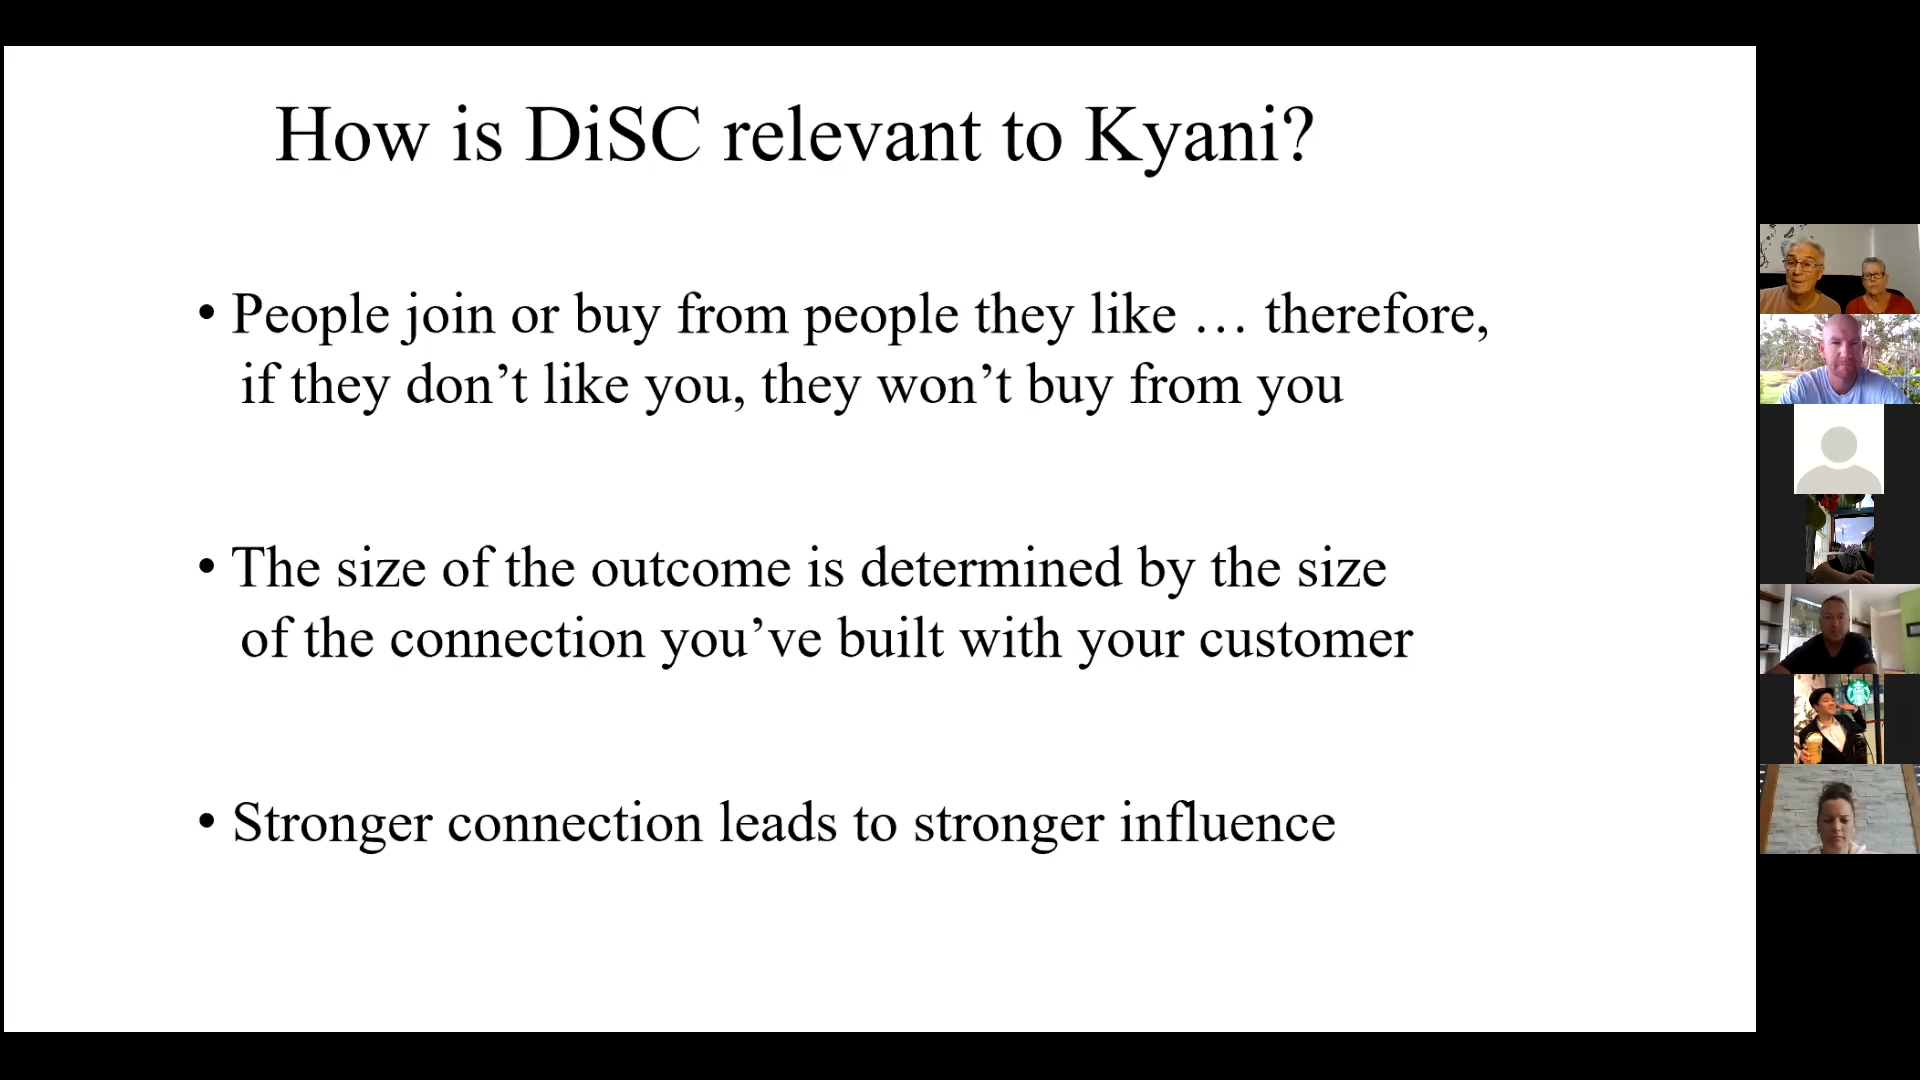 How is DiSC relevant to Kyani?
• People join or buy from people they like … therefore,
if they don’t like you, they won’t buy from you
• The size of the outcome is determined by the size
of the connection you’ve built with your customer
• Stronger connection leads to stronger influence